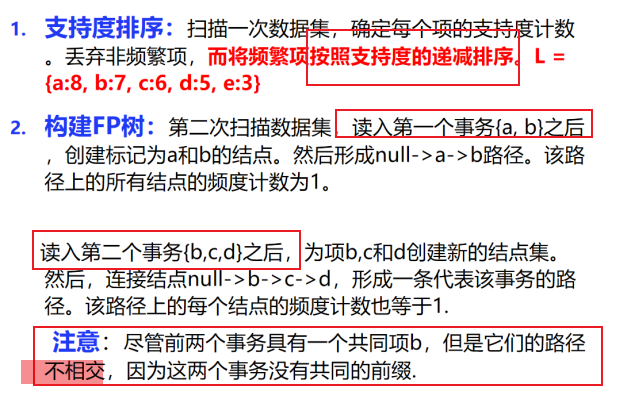 1. 支持度排序：扫描一次数据集，确定每个项的支持度计数
。丢弃非频繁项，而将频繁项按照支持度的递减排序。L =
{a:8, b:7, c:6, d:5, e:3}
2. 构建FP树：第二次扫描数据集，读入第一个事务{a, b}之后
，创建标记为a和b的结点。然后形成null->a->b路径。该路
径上的所有结点的频度计数为1。
读入第二个事务{b,c,d}之后，为项b,c和d创建新的结点集。
然后，连接结点null->b->c->d，形成一条代表该事务的路
径。该路径上的每个结点的频度计数也等于1.
注意：尽管前两个事务具有一个共同项b，但是它们的路径
不相交，因为这两个事务没有共同的前缀.